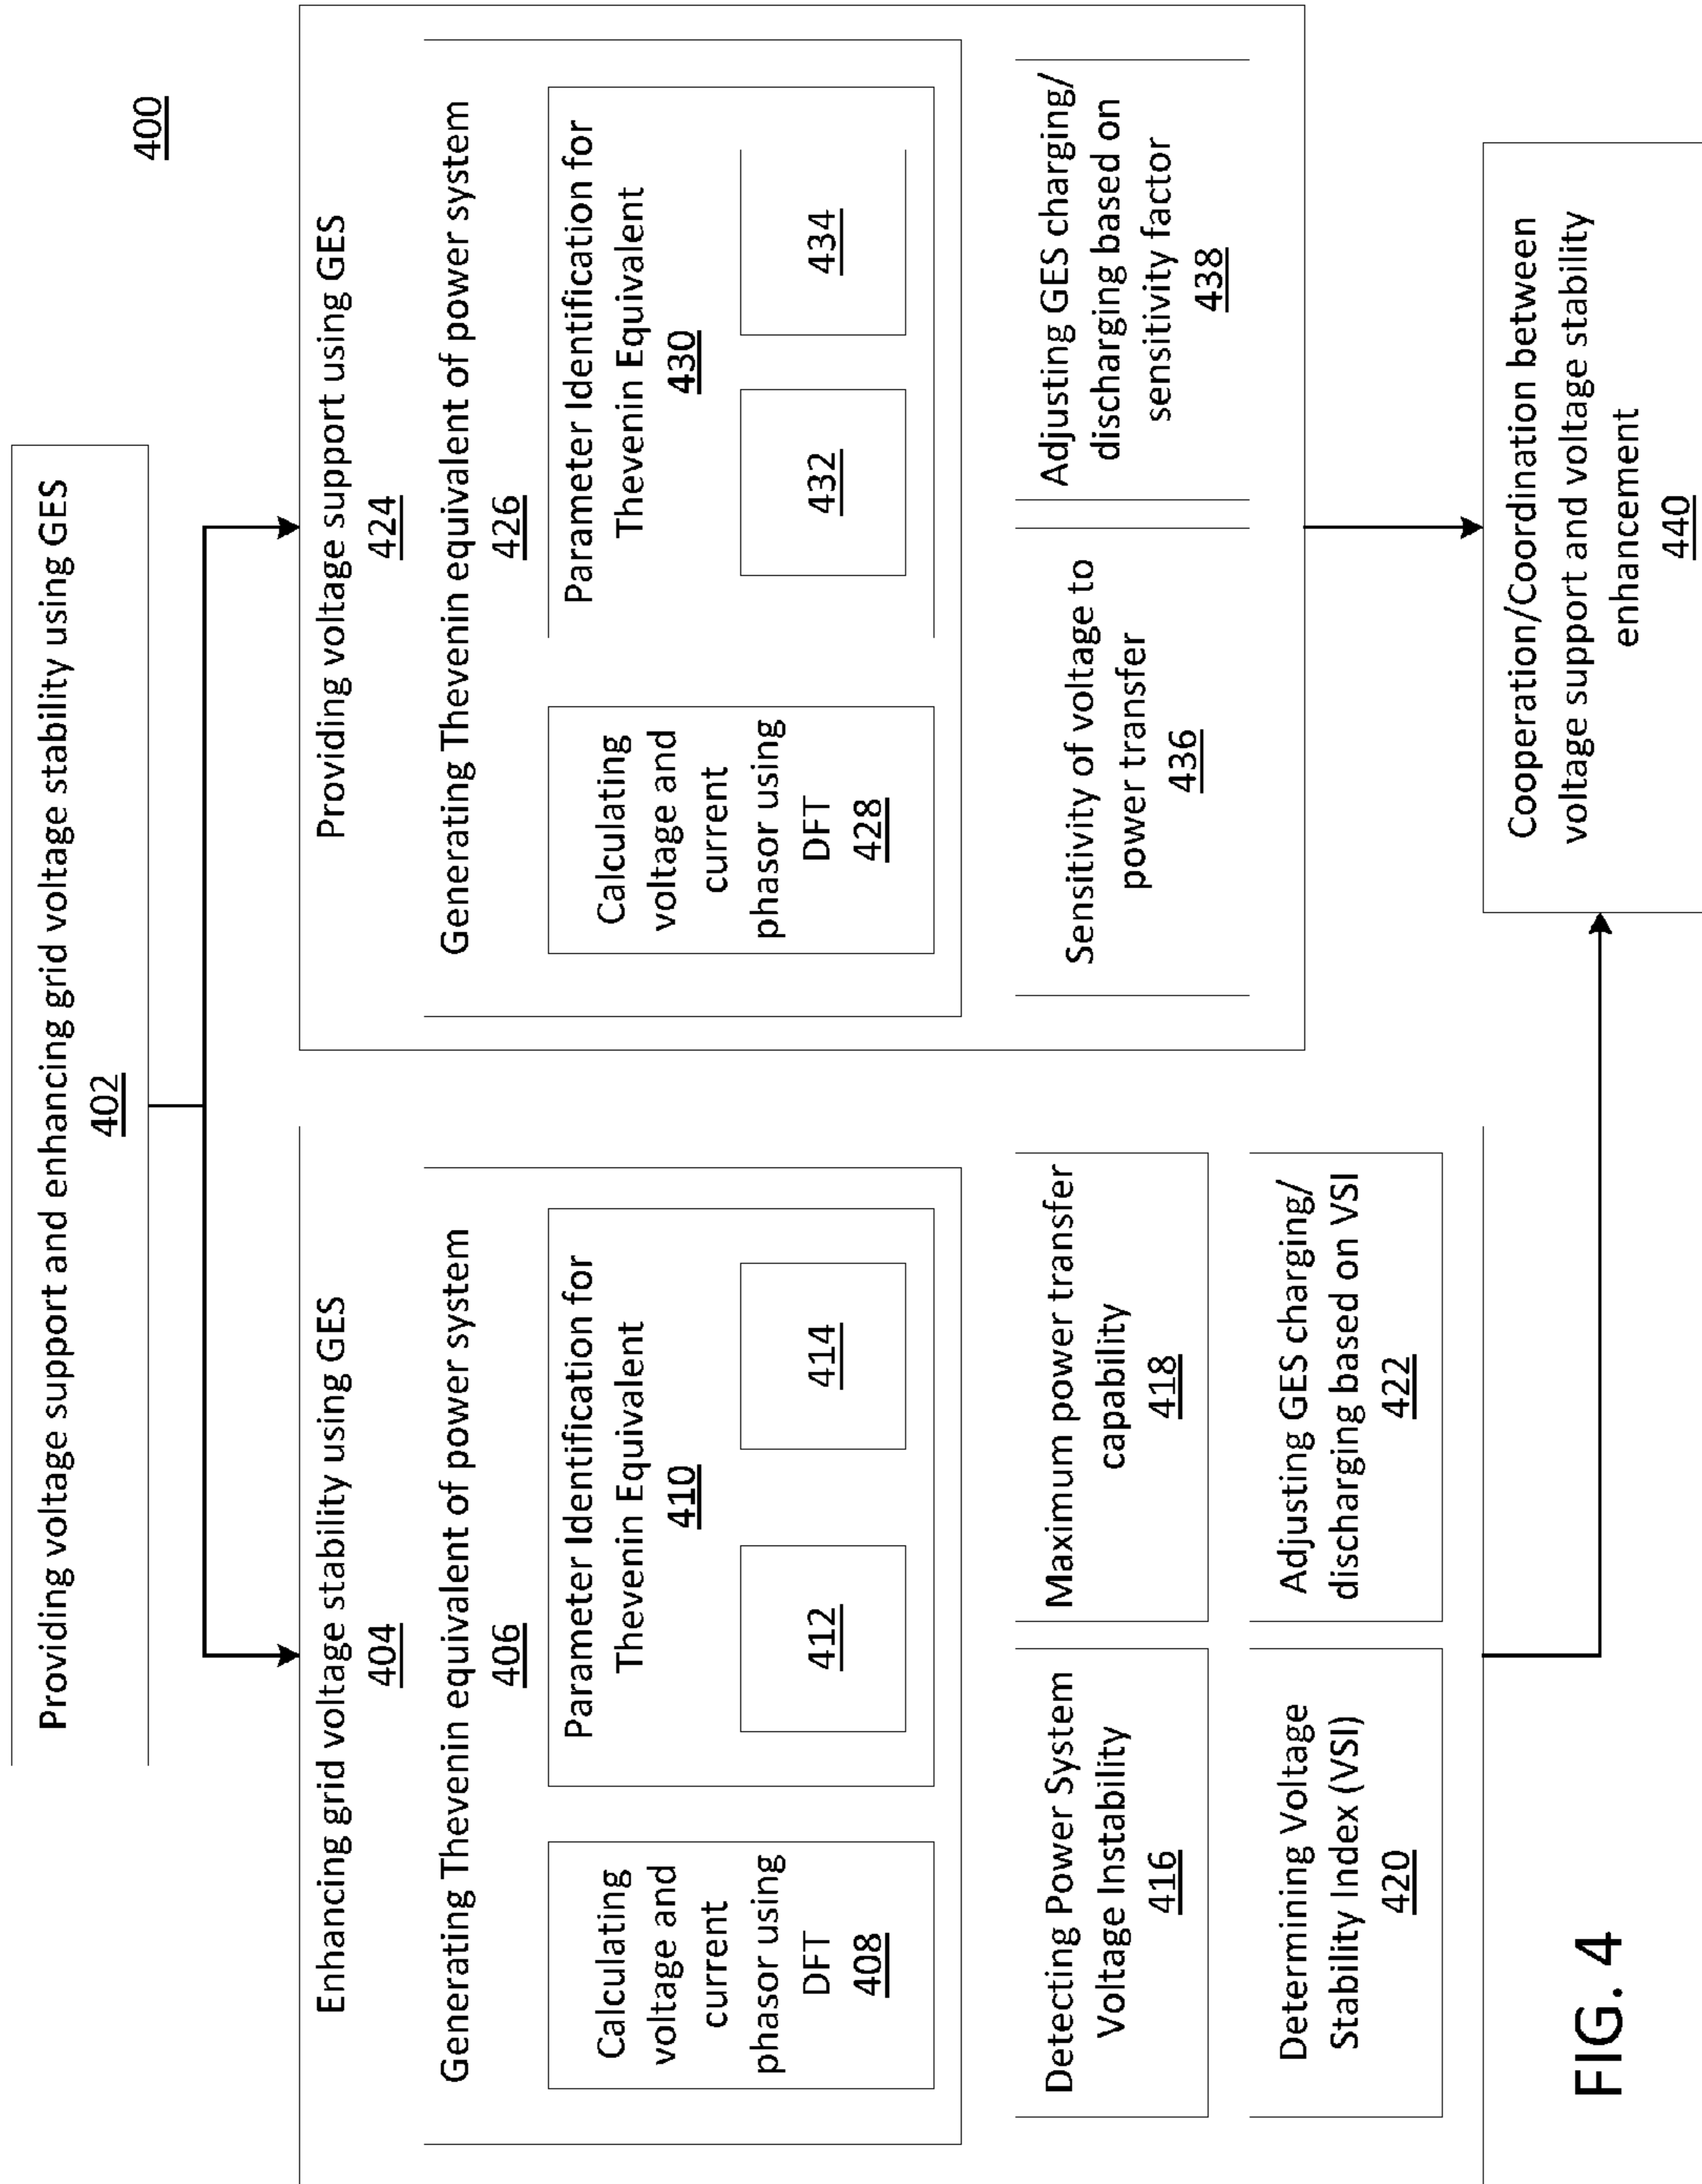 400
Providing voltage support and enhancing grid voltage stability using GES
402
Enhancing grid voltage stability using GES
404
Generating Thevenin equivalent of power system
406
Calculating
voltage and
current
phasor using
DFT
408
Parameter Identification for
Thevenin Equivalent
410
412
414
Detecting Power System
Voltage Instability
416
Maximum power transfer
capability
418
Determining Voltage
Stability Index (VSI)
420
Adjusting GES charging/
discharging based on VSI
422
Providing voltage support using GES
424
Generating Thevenin equivalent of power system
426
Calculating
voltage and
current
phasor using
DFT
428
Parameter Identification for
Thevenin Equivalent
430
432
434
Sensitivity of voltage to
power transfer
436
Adjusting GES charging/
discharging based on
sensitivity factor
438
Cooperation/Coordination between
voltage support and voltage stability
enhancement
440
FIG. 4